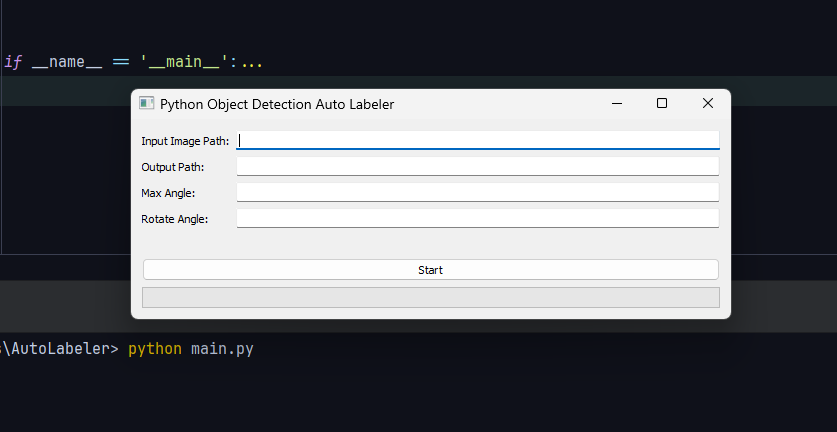 if __name__ == '__main__':...
Python Object Detection Auto Labeler
Input Image Path:
Output Path:
Max Angle:
Rotate Angle:
Start
\AutoLabeler> python main.py